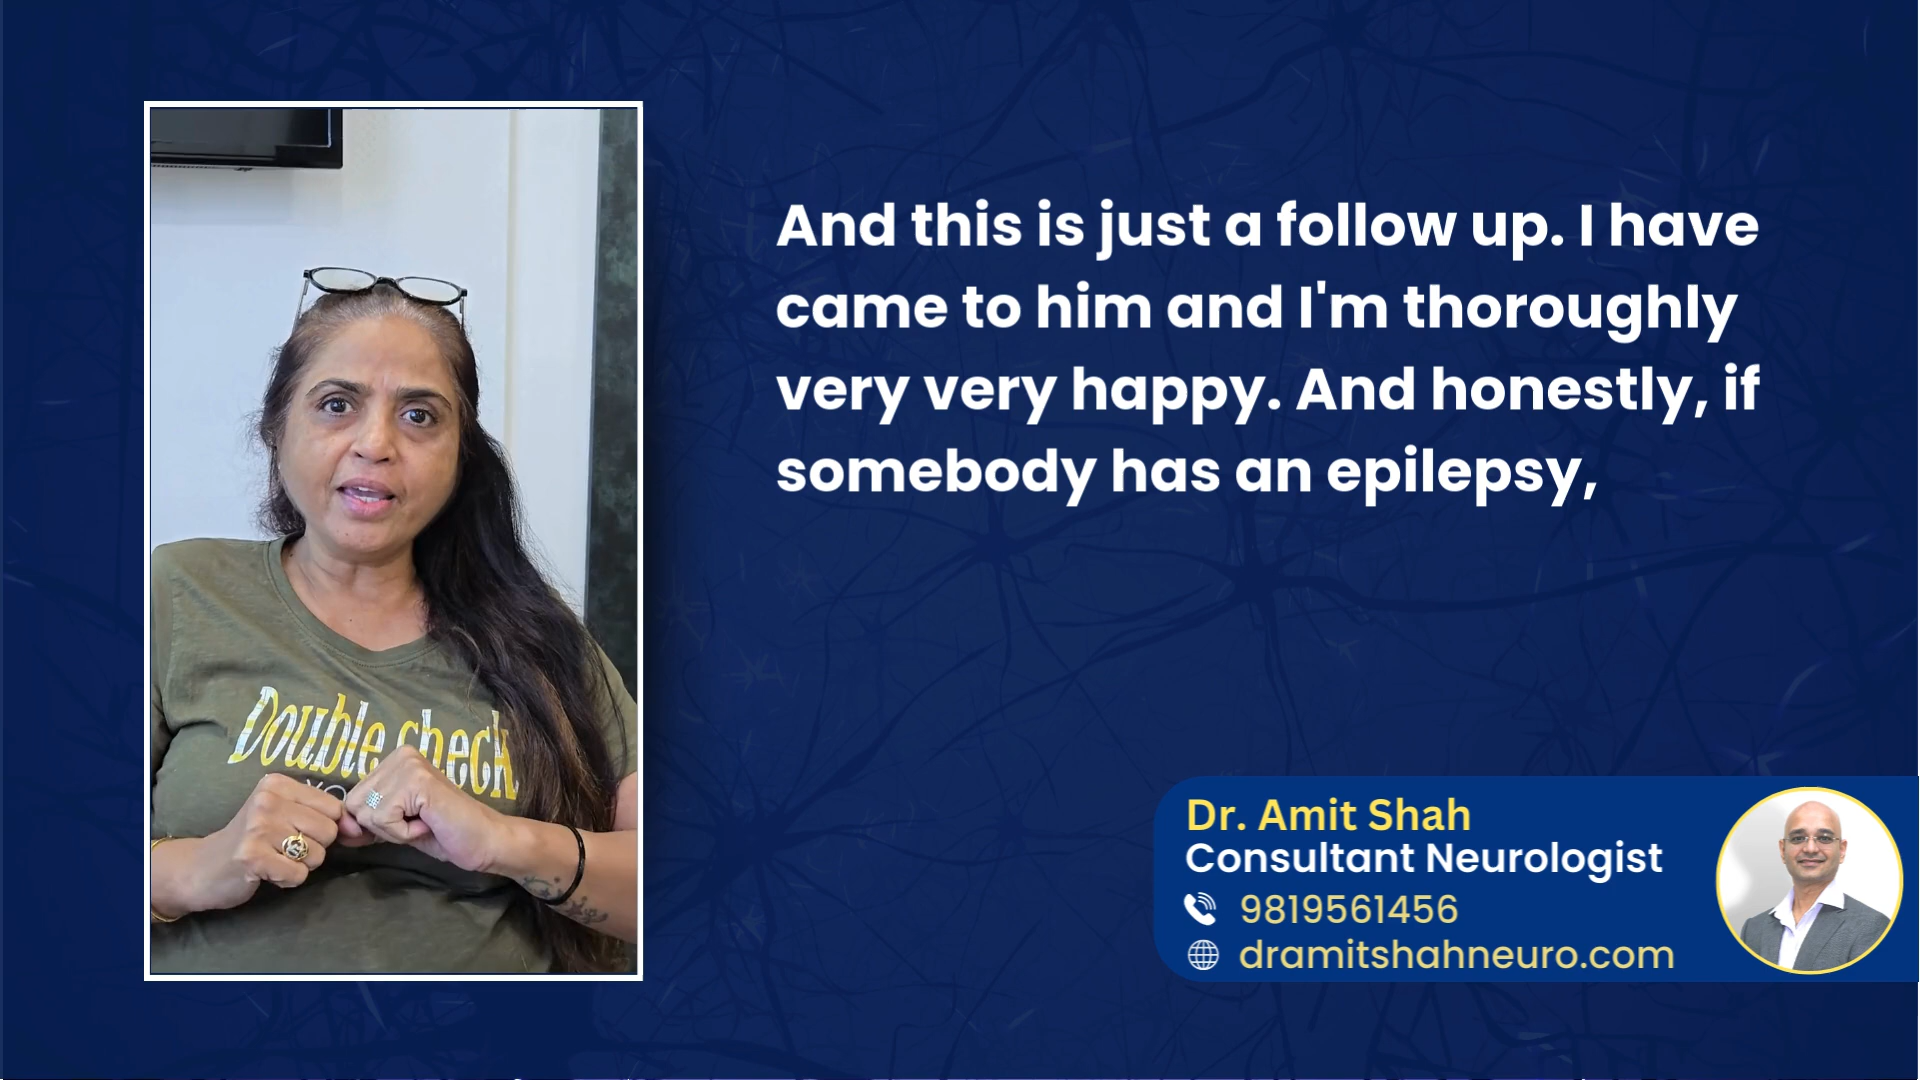 And this is just a follow up. I have
came to him and I'm thoroughly
very very happy. And honestly, if
somebody has an epilepsy,
Double check
Dr. Amit Shah
Consultant Neurologist
9819561456
dramitshahneuro.com